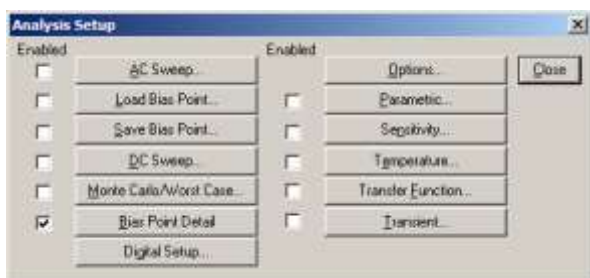 Analysis Setup
Enabled
AC Sweep...
Load Bias Point...
Save Bias Point...
DC Sweep...
Monte Carlo/Worst Case...
Bias Point Detail
Digital Setup...
Enabled
Options...
Parametric...
Sensitivity...
Temperature...
Transfer Function...
Transient...
Close